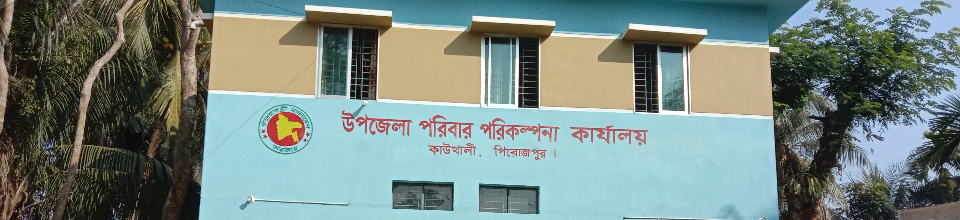 উপজেলা পরিবার পরিকল্পনা কার্যালয়
কাউখালী, পিরোজপুর।